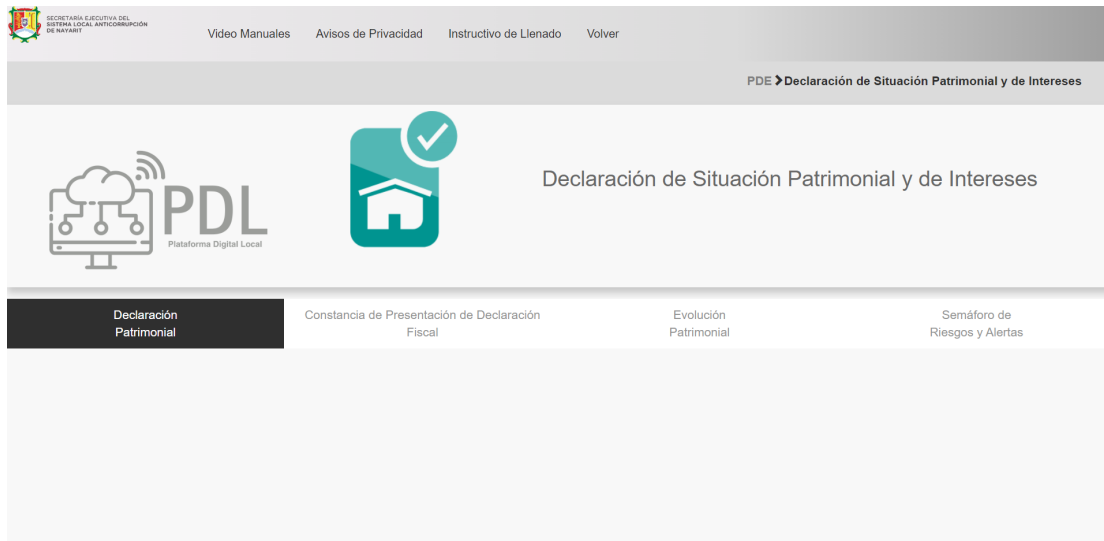 SECRETARÍA EJECUTIVA DEL
SISTEMA LOCAL ANTICORRUPCIÓN
DE NAYARIT
Video Manuales
Avisos de Privacidad
Instructivo de Llenado
Volver
PDE
Declaración de Situación Patrimonial y de Intereses
PDL
Plataforma Digital Local
Declaración de Situación Patrimonial y de Intereses
Declaración
Patrimonial
Constancia de Presentación de Declaración
Fiscal
Evolución
Patrimonial
Semáforo de
Riesgos y Alertas